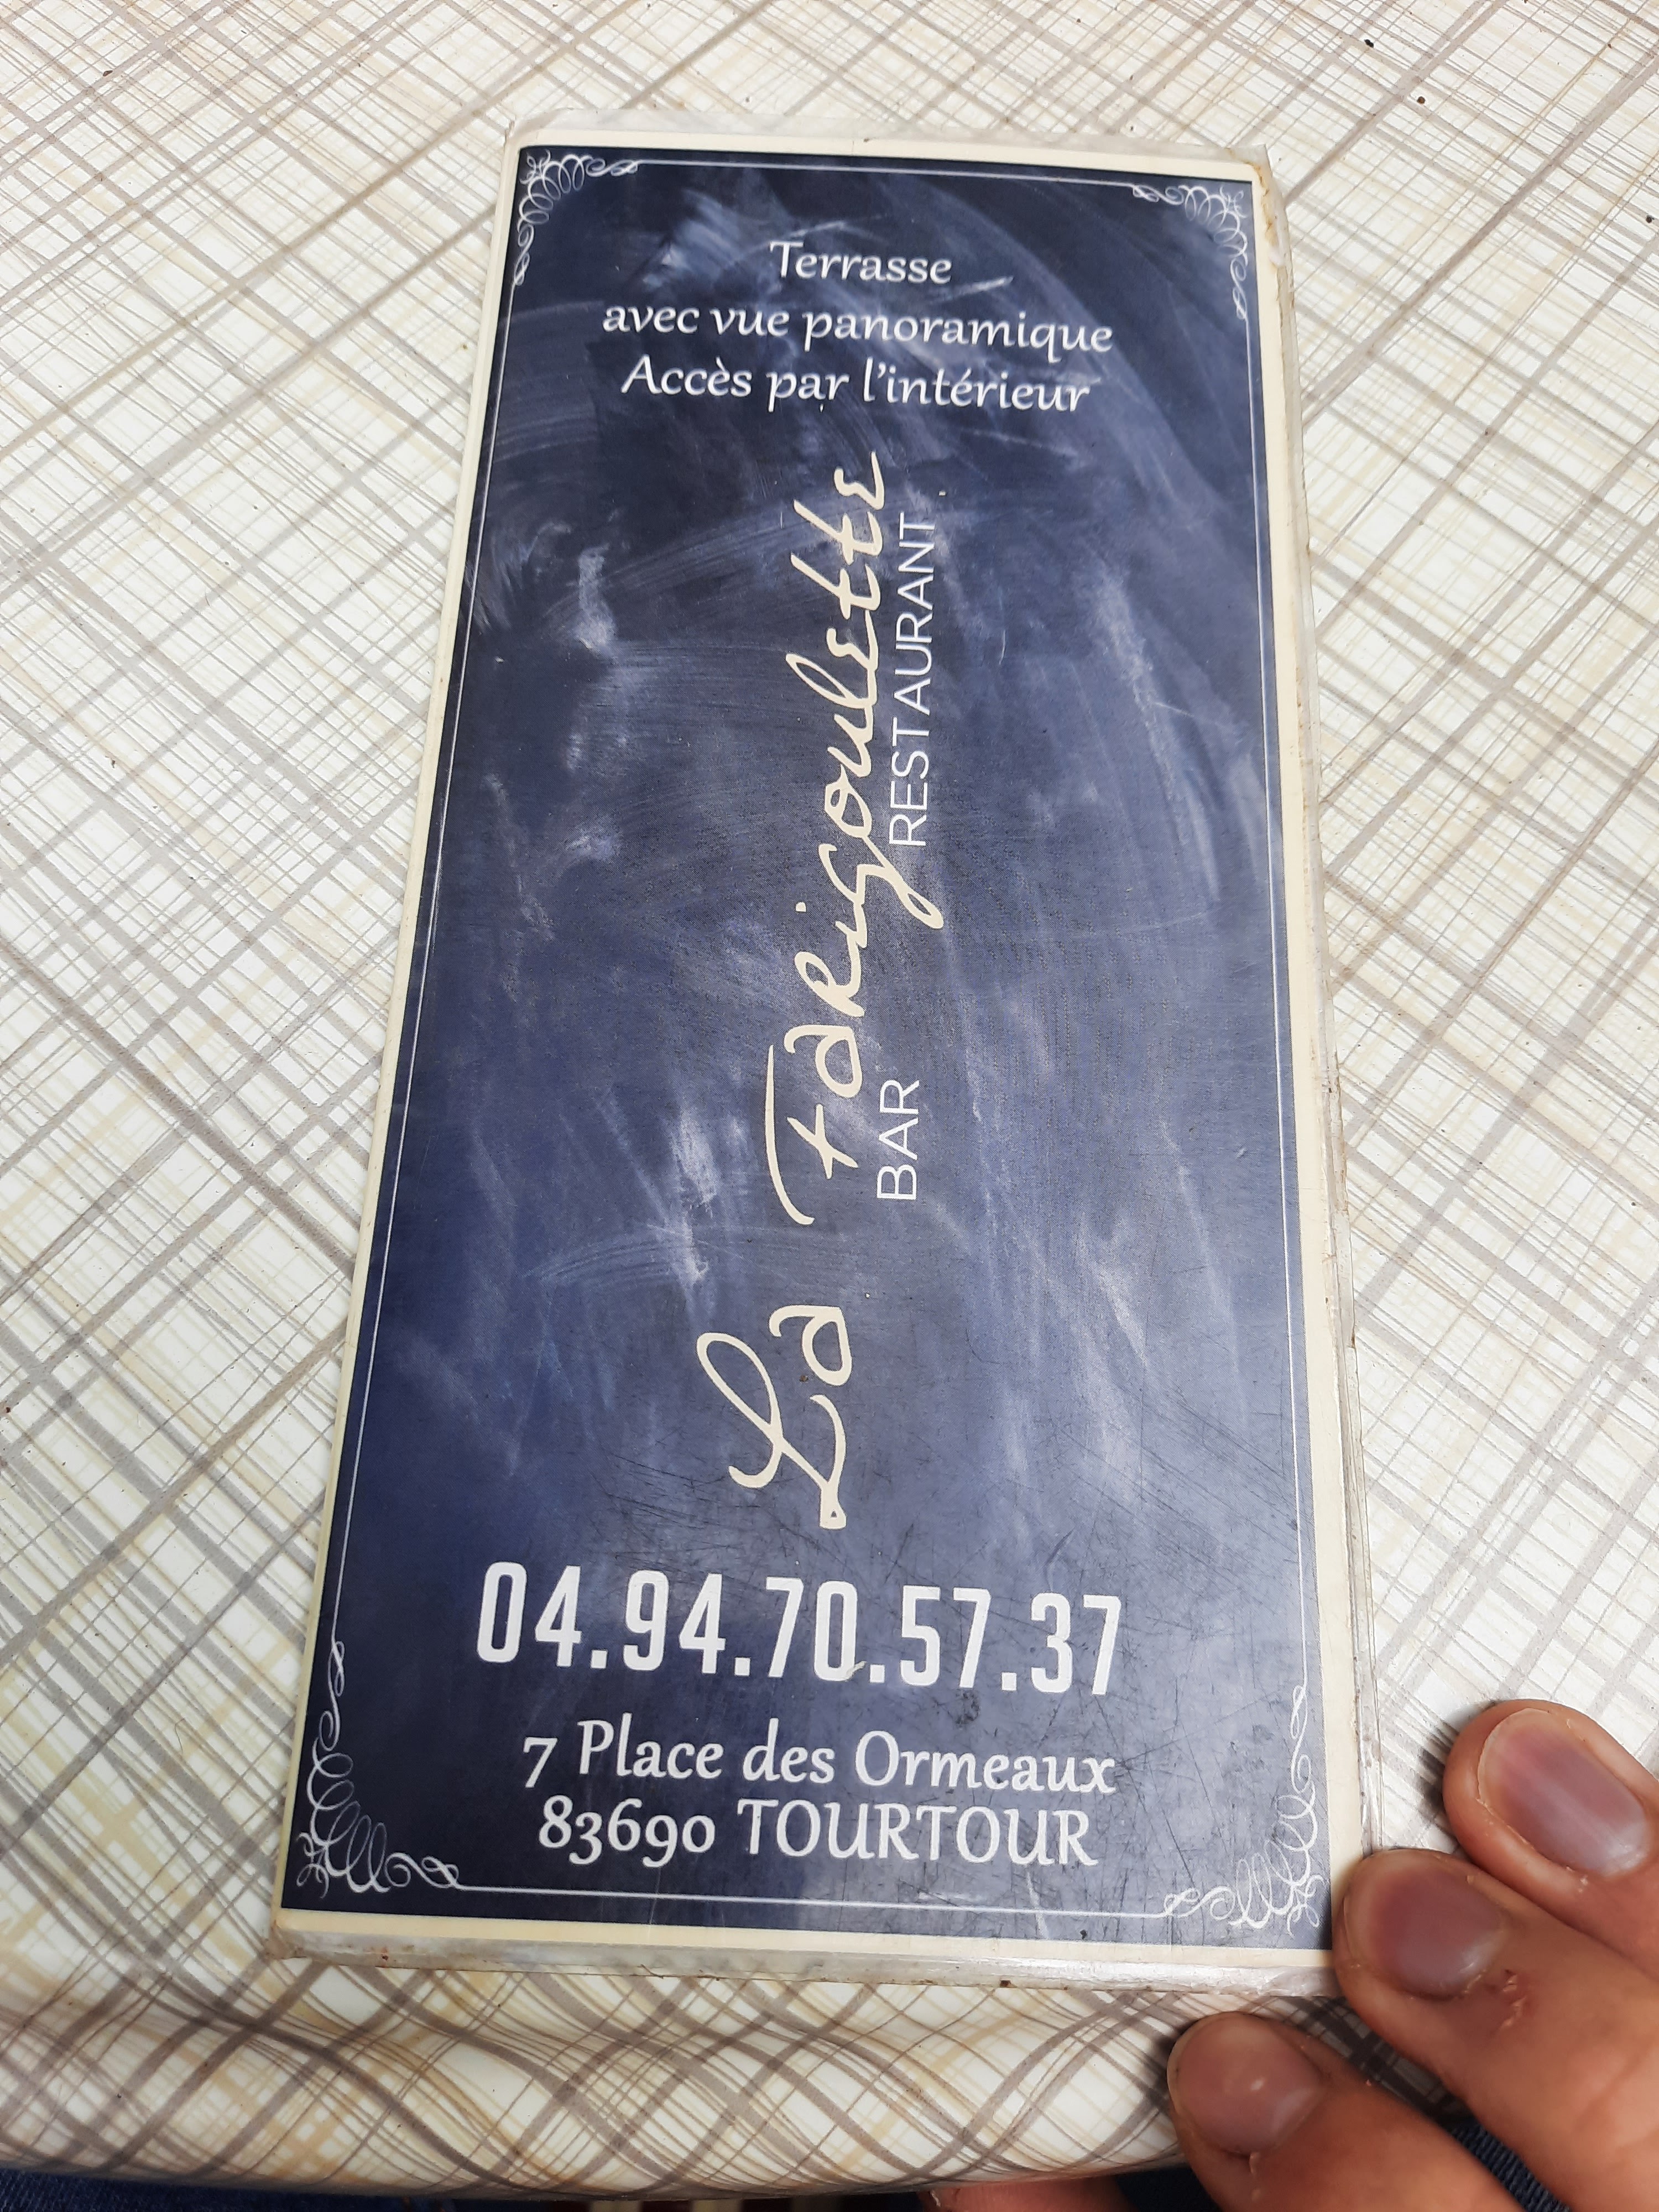 Terrasse
avec vue panoramique
Accès par l'intérieur
La Farigoulette
BAR RESTAURANT
04.94.70.57.37
7 Place des Ormeaux
83690 TOURTOUR